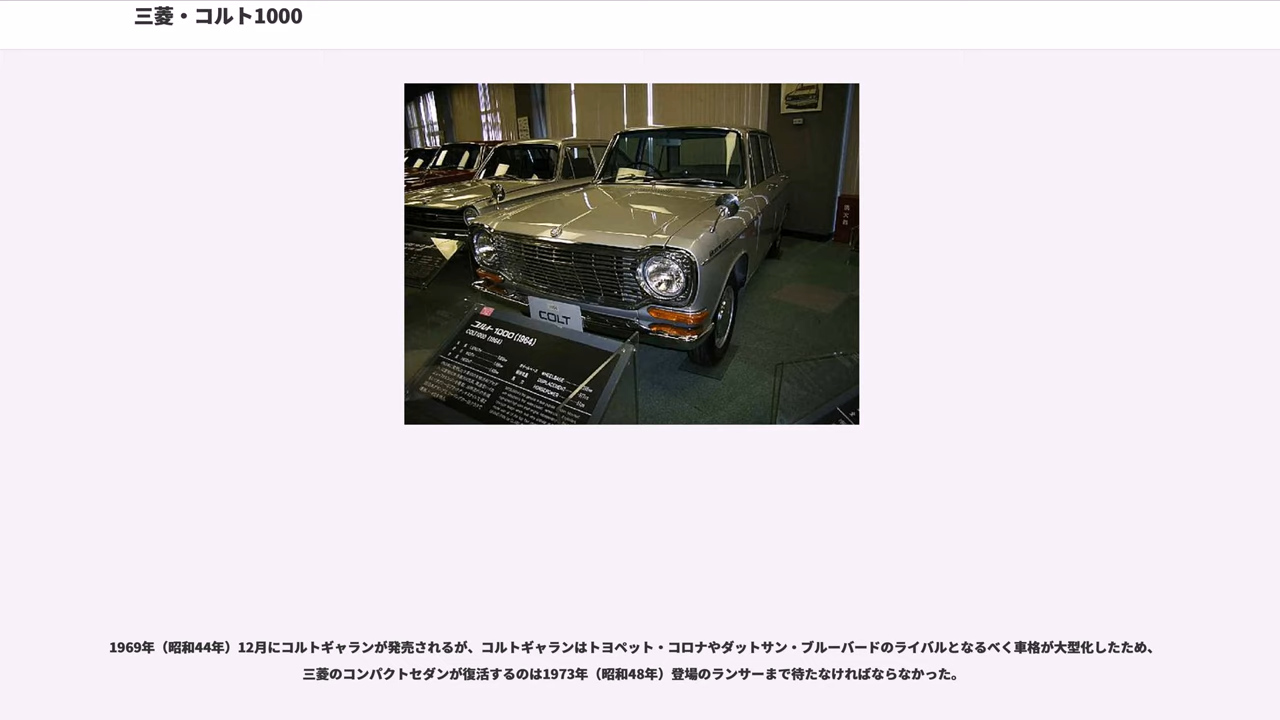 三菱・コルト1000
COLT
コルト1000(1964)
COLT1000 (1964)
WHEELBASE
DISPLACEMENT
HORSEPOWER
1969年（昭和44年）12月にコルトギャランが発売されるが、コルトギャランはトヨペット・コロナやダットサン・ブルーバードのライバルとなるべく車格が大型化したため、
三菱のコンパクトセダンが復活するのは1973年（昭和48年）登場のランサーまで待たなければならなかった。